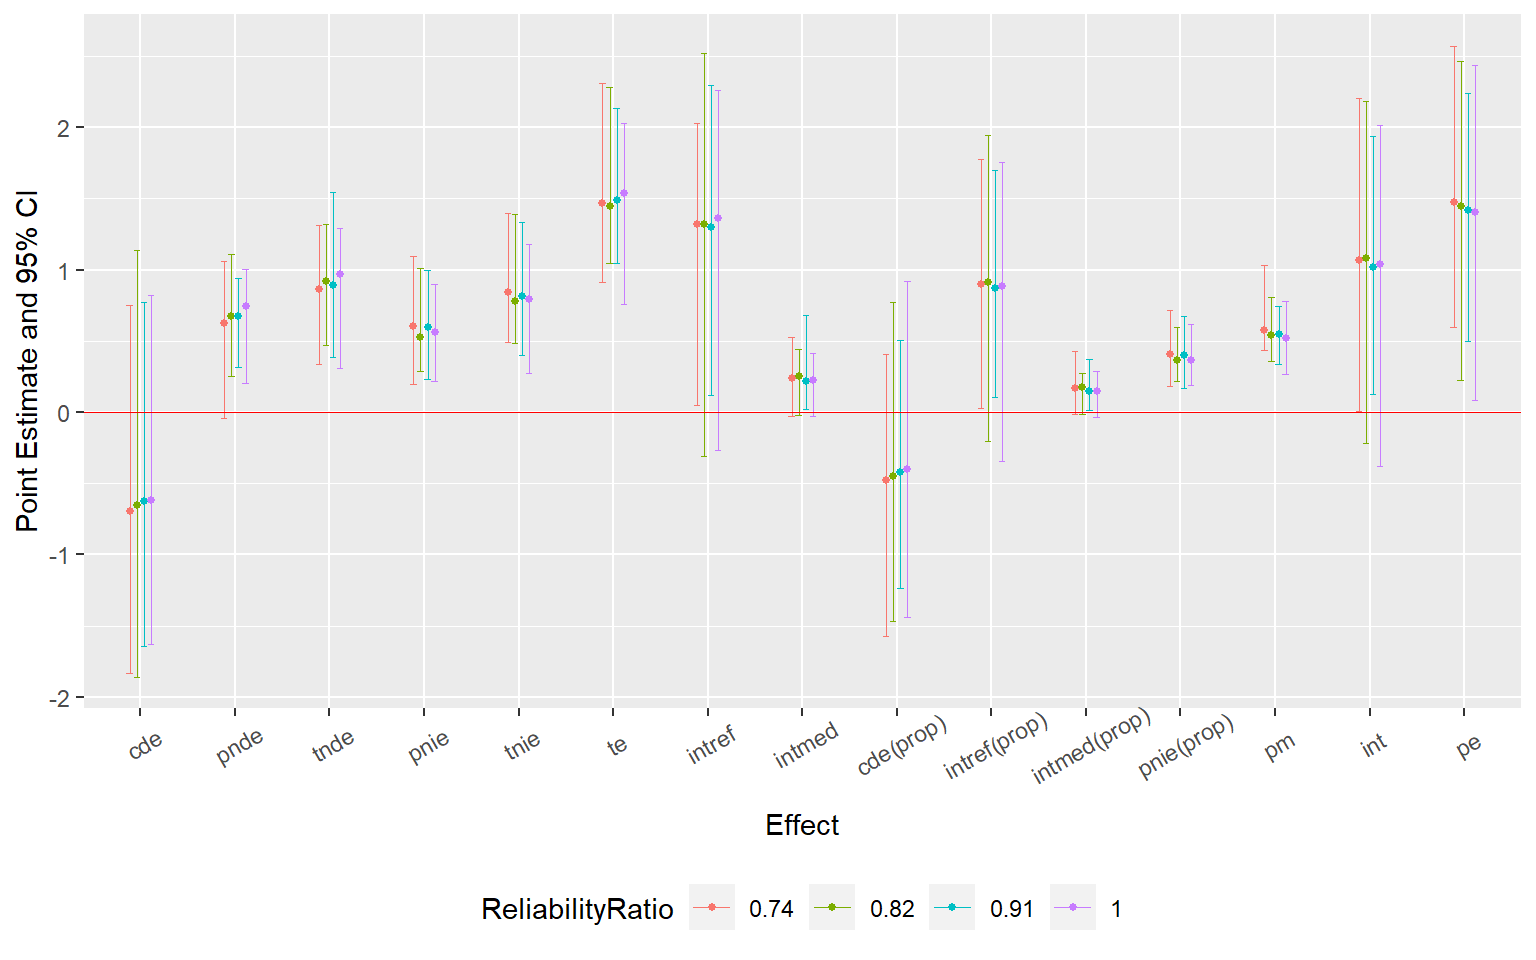 Point Estimate and 95% CI
2
1
0
-1
-2
cde pnde tnde pnie tnie te intref intmed cde(prop) intref(prop) intmed(prop) pnie(prop) pm int pe
Effect
ReliabilityRatio 0.74 0.82 0.91 1